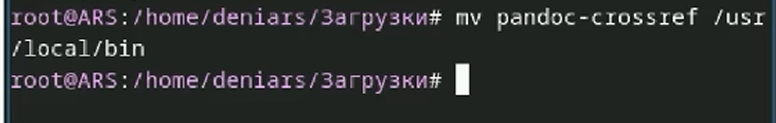 root@ARS:/home/deniars/Загрузки# mv pandoc-crossref /usr
/local/bin
root@ARS:/home/deniars/Загрузки#